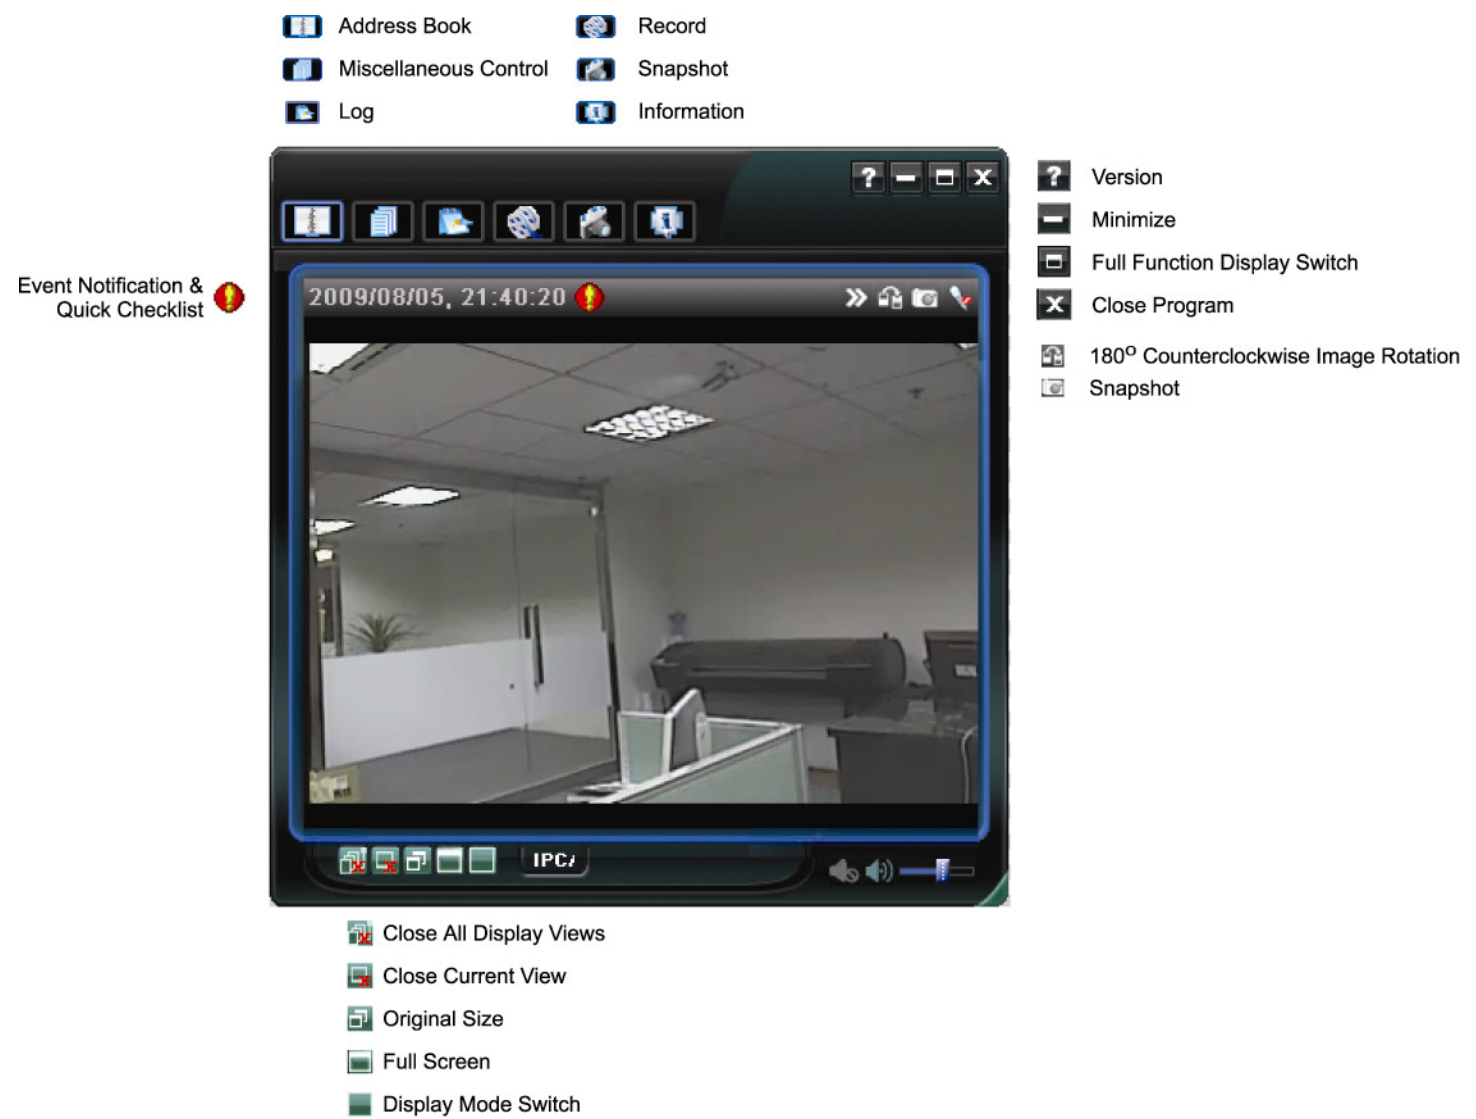 Address Book
Record
Miscellaneous Control
Snapshot
Log
Information
Version
Minimize
Full Function Display Switch
Close Program
180° Counterclockwise Image Rotation
Snapshot
Event Notification &
Quick Checklist
2009/08/05, 21:40:20
IPC
Close All Display Views
Close Current View
Original Size
Full Screen
Display Mode Switch